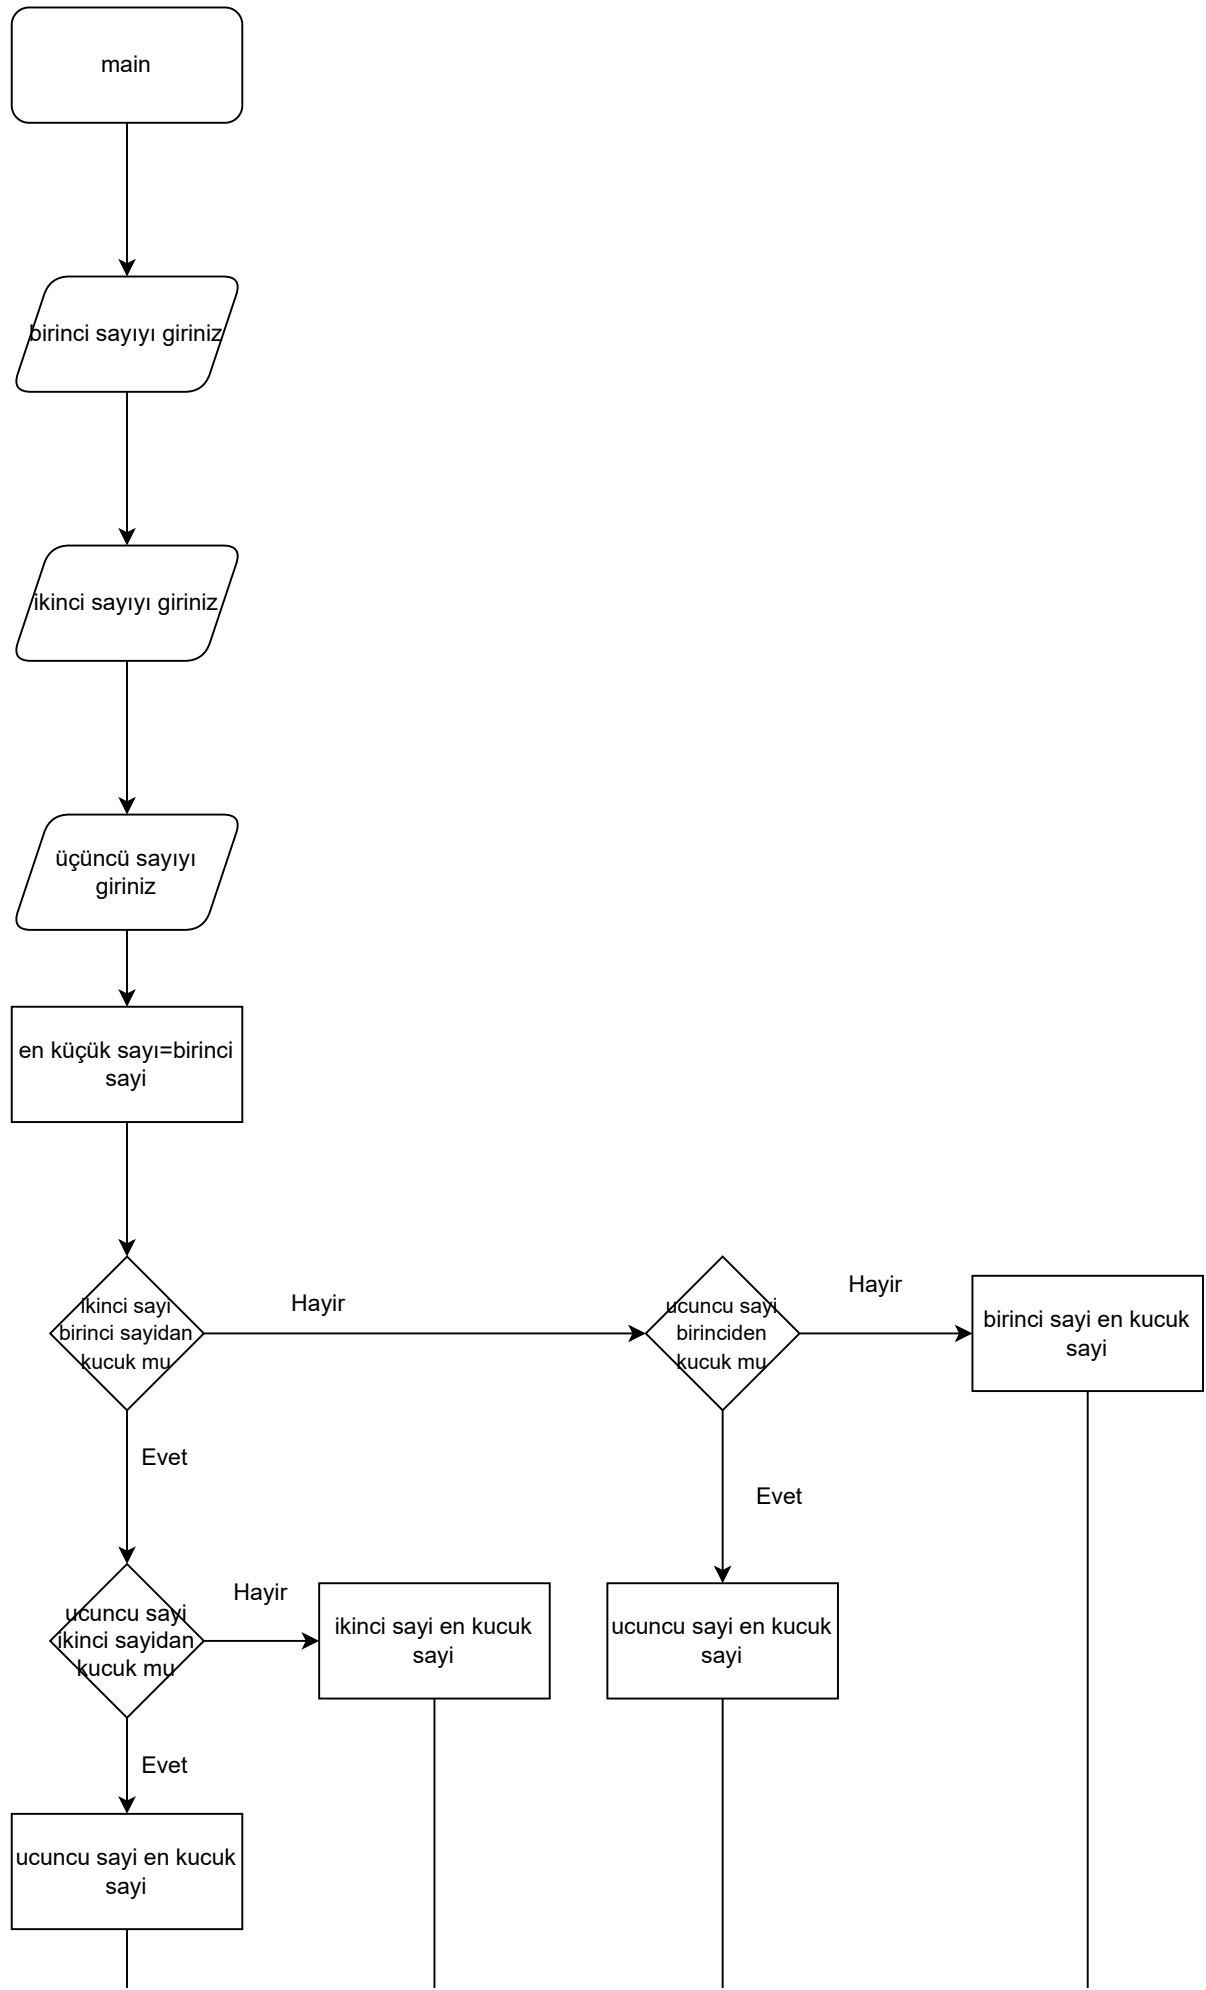 main
birinci sayıyı giriniz
ikinci sayıyı giriniz
üçüncü sayıyı
giriniz
en küçük sayı=birinci
sayi
ikinci sayı
birinci sayidan
kucuk mu
Hayir
ucuncu sayi
birinciden
kucuk mu
Hayir
birinci sayi en kucuk
sayi
Evet
Evet
ucuncu sayi
ikinci sayidan
kucuk mu
Hayir
ikinci sayi en kucuk
sayi
ucuncu sayi en kucuk
sayi
Evet
ucuncu sayi en kucuk
sayi